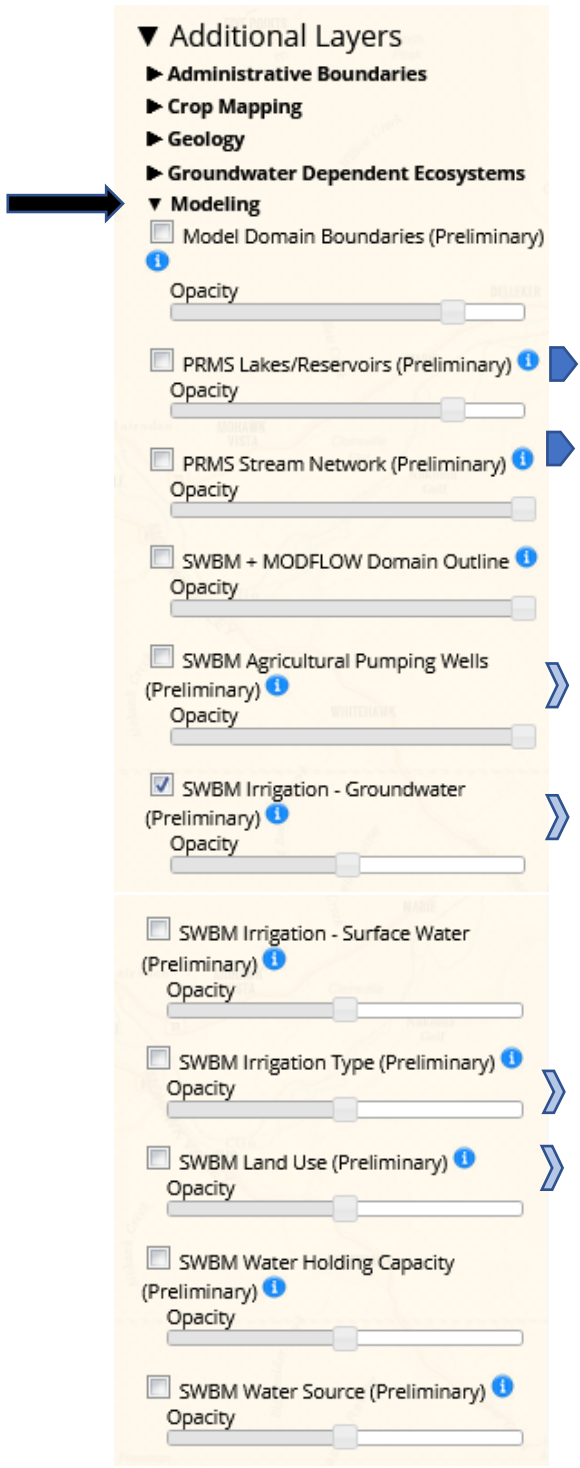 ▼ Additional Layers
▶ Administrative Boundaries
▶ Crop Mapping
▶ Geology
▶ Groundwater Dependent Ecosystems
▼ Modeling
Model Domain Boundaries (Preliminary)
i
Opacity
PRMS Lakes/Reservoirs (Preliminary) i
Opacity
PRMS Stream Network (Preliminary) i
Opacity
SWBM + MODFLOW Domain Outline i
Opacity
SWBM Agricultural Pumping Wells
(Preliminary) i
Opacity
SWBM Irrigation - Groundwater
(Preliminary) i
Opacity
SWBM Irrigation - Surface Water
(Preliminary) i
Opacity
SWBM Irrigation Type (Preliminary) i
Opacity
SWBM Land Use (Preliminary) i
Opacity
SWBM Water Holding Capacity
(Preliminary) i
Opacity
SWBM Water Source (Preliminary) i
Opacity